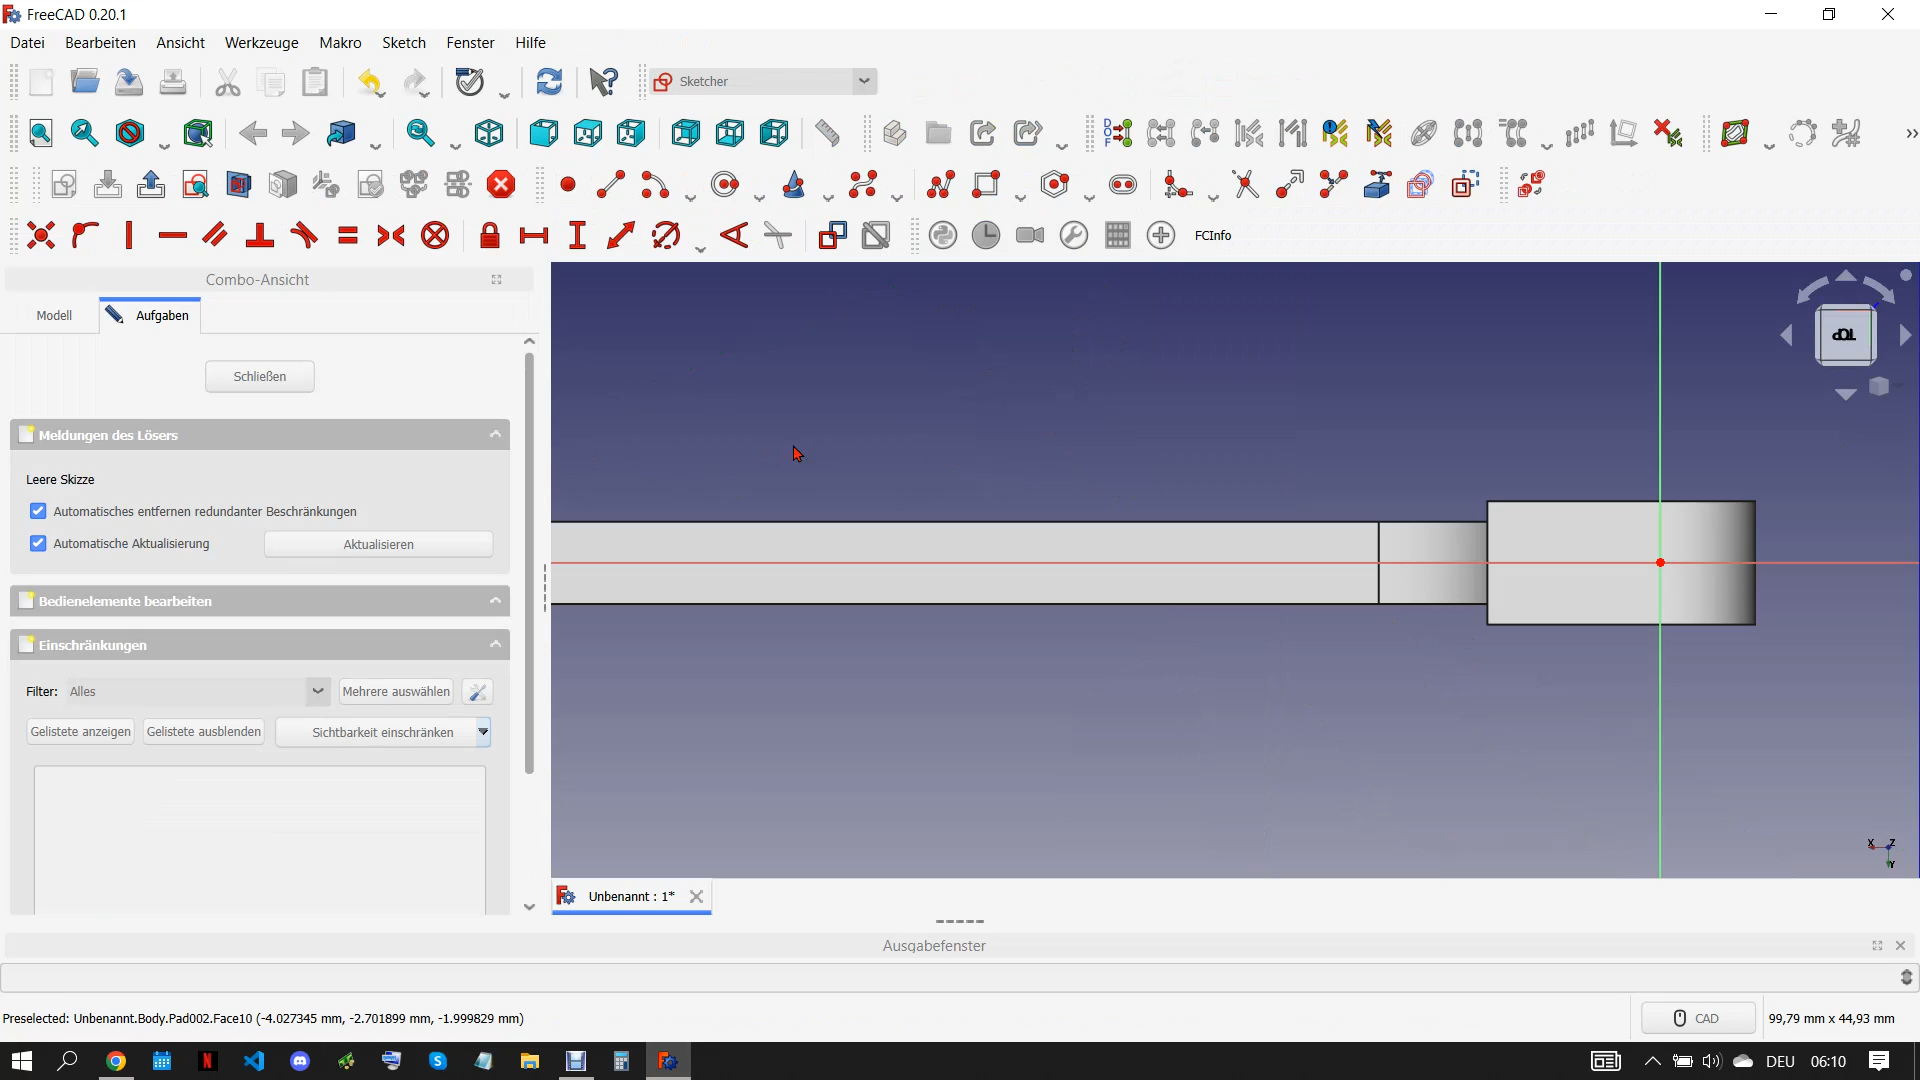 FreeCAD 0.20.1
Datei Bearbeiten Ansicht Werkzeuge Makro Sketch Fenster Hilfe
Sketcher
DOF
FCInfo
Combo-Ansicht
Modell Aufgaben
TOP
Schließen
Meldungen des Lösers
Leere Skizze
Automatisches entfernen redundanter Beschränkungen
Automatische Aktualisierung Aktualisieren
Bedienelemente bearbeiten
Einschränkungen
Filter: Alles Mehrere auswählen
Gelistete anzeigen Gelistete ausblenden Sichtbarkeit einschränken
X Z
Y
Unbenannt : 1*
Ausgabefenster
Preselected: Unbenannt.Body.Pad002.Face10 (-4.027345 mm, -2.701899 mm, -1.999829 mm) CAD 99,79 mm x 44,93 mm
DEU 06:10